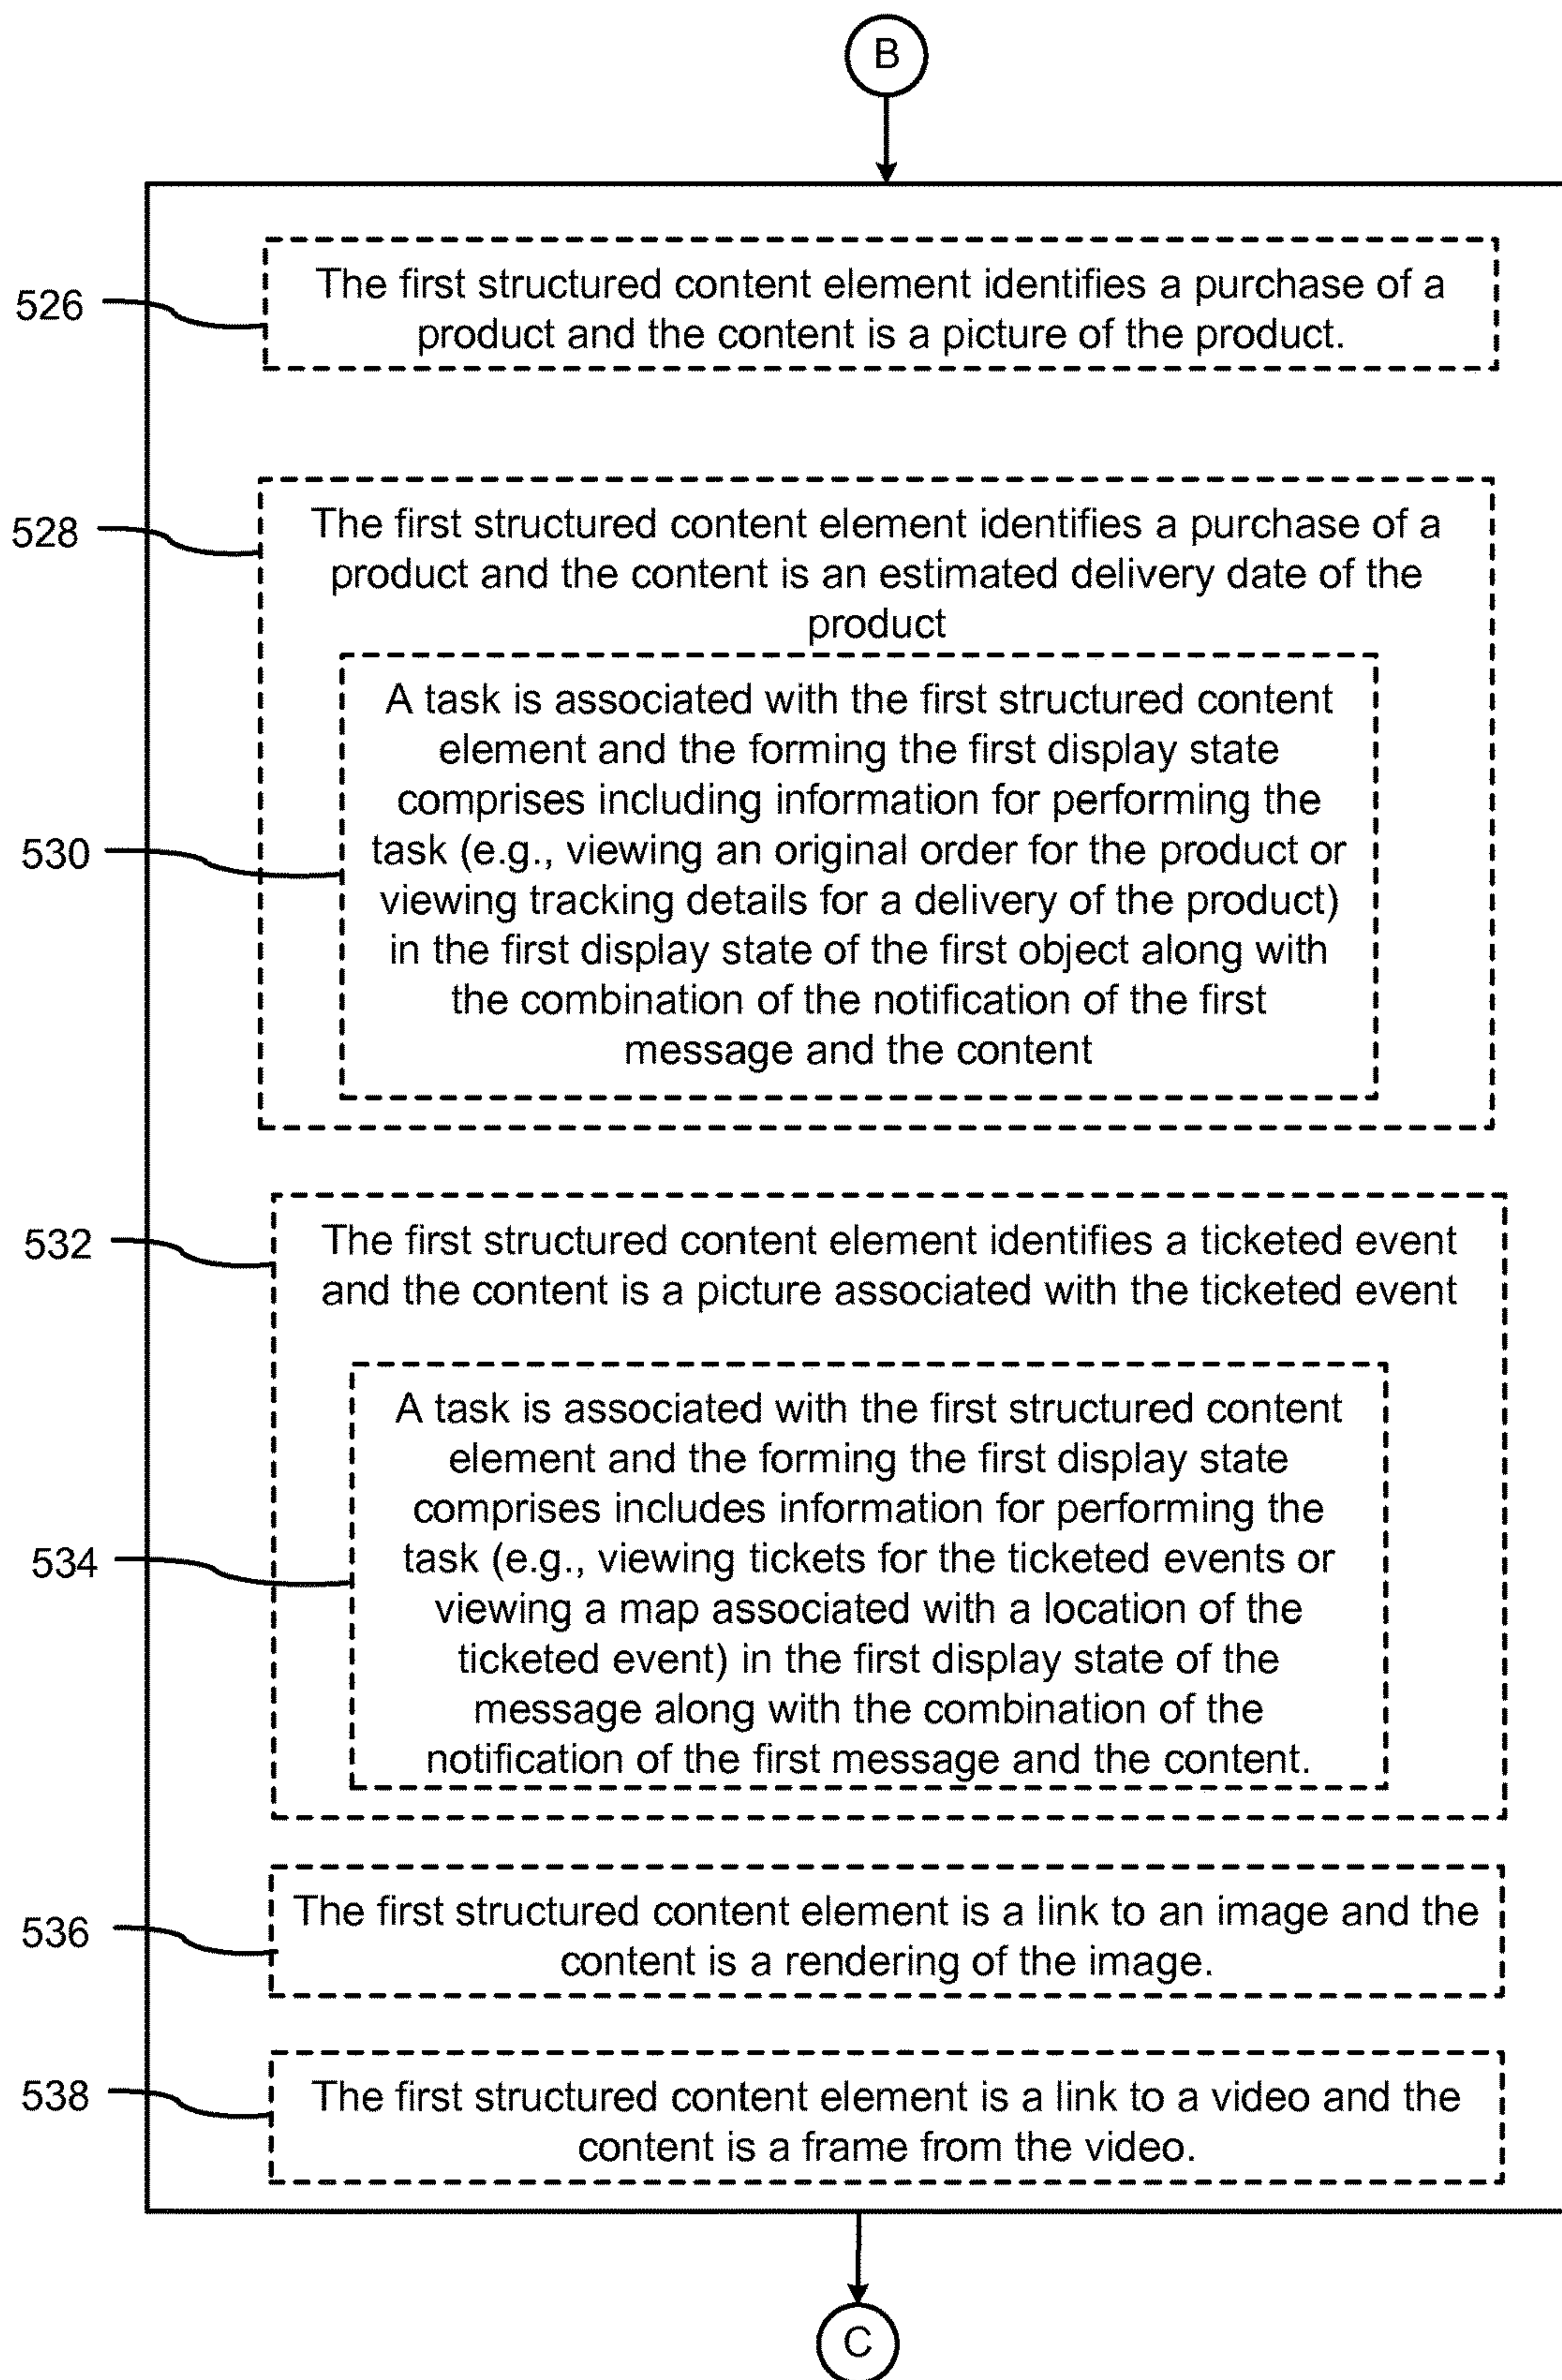 B
526
The first structured content element identifies a purchase of a
product and the content is a picture of the product.
528
The first structured content element identifies a purchase of a
product and the content is an estimated delivery date of the
product
530
A task is associated with the first structured content
element and the forming the first display state
comprises including information for performing the
task (e.g., viewing an original order for the product or
viewing tracking details for a delivery of the product)
in the first display state of the first object along with
the combination of the notification of the first
message and the content
532
The first structured content element identifies a ticketed event
and the content is a picture associated with the ticketed event
534
A task is associated with the first structured content
element and the forming the first display state
comprises includes information for performing the
task (e.g., viewing tickets for the ticketed events or
viewing a map associated with a location of the
ticketed event) in the first display state of the
message along with the combination of the
notification of the first message and the content.
536
The first structured content element is a link to an image and the
content is a rendering of the image.
538
The first structured content element is a link to a video and the
content is a frame from the video.
C